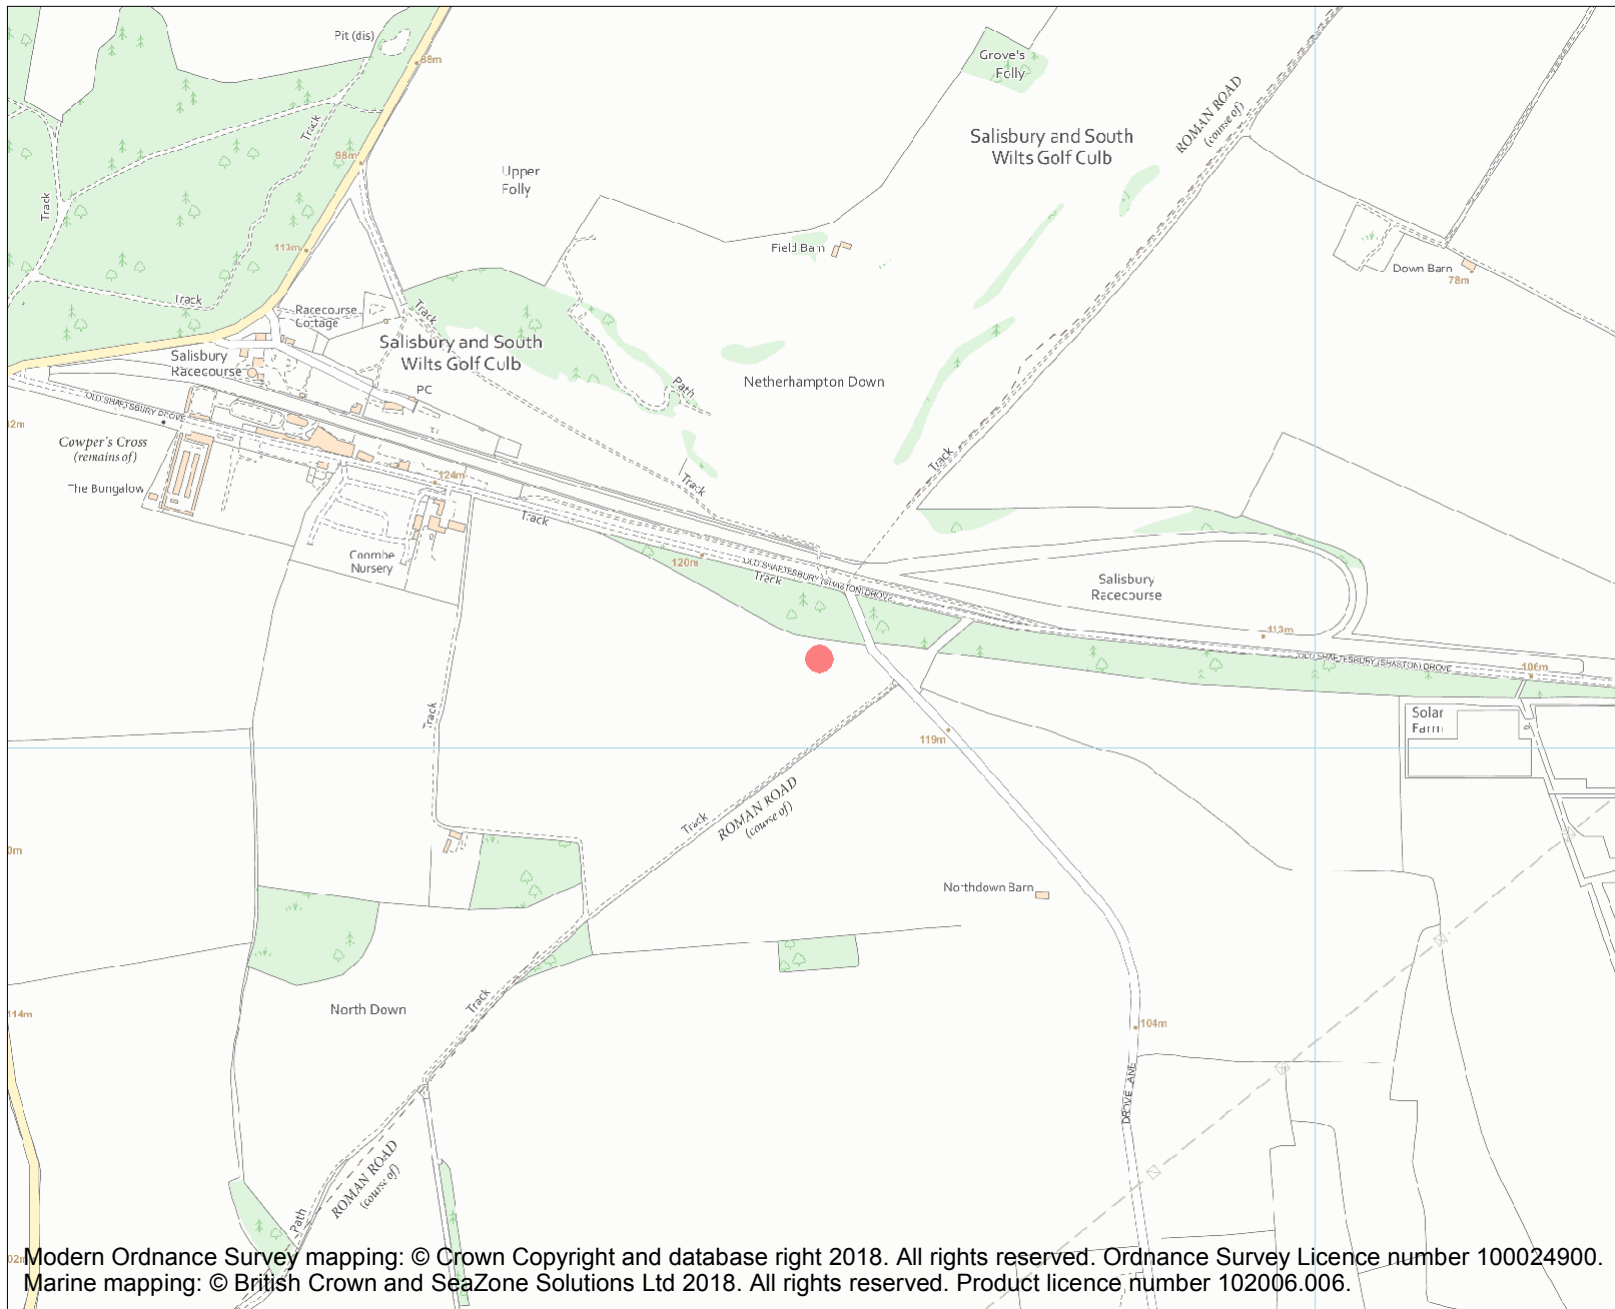 Pit (dis)
88m
Grove's
Folly
ROMAN ROAD
(course of)
Salisbury and South
Wilts Golf Culb
Track
98m
Upper
Folly
Track
113m
Field Barn
Down Barn
78m
Track
Racecourse
Cottage
Track
Salisbury and South
Wilts Golf Culb
Salisbury
Racecourse
PC
Path
Netherhampton Down
OLD SHAFTESBURY DROVE
Cowper's Cross
(remains of)
Track
124m
The Bungalow
Track
Track
Coombe
Nursery
120m
OLD SHAFTESBURY (SHASTON) DROVE
Track
Salisbury
Racecourse
113m
OLD SHAFTESBURY (SHASTON) DROVE
106m
Track
Solar
Farm
119m
ROMAN ROAD
(course of)
Track
Northdown Barn
North Down
Track
114m
104m
DROVE LANE
ROMAN ROAD
(course of)
Path
Modern Ordnance Survey mapping: © Crown Copyright and database right 2018. All rights reserved. Ordnance Survey Licence number 100024900.
Marine mapping: © British Crown and SeaZone Solutions Ltd 2018. All rights reserved. Product licence number 102006.006.